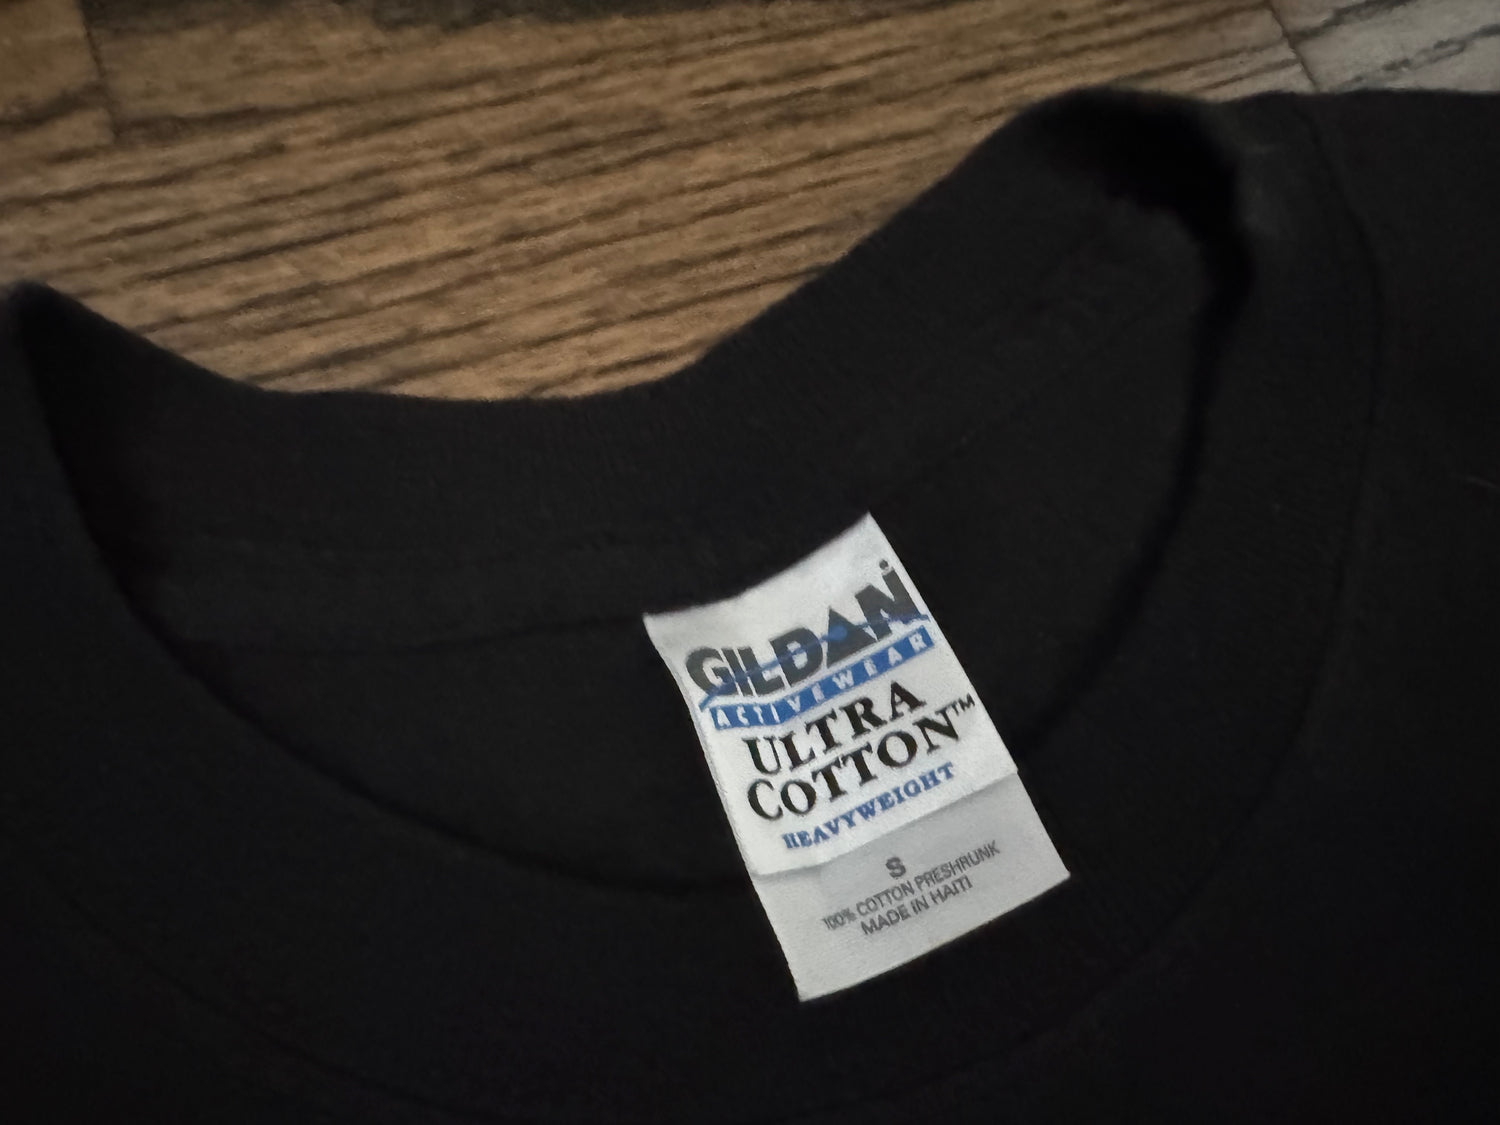 GILDAN
ACTIVEWEAR
ULTRA
COTTON™
HEAVYWEIGHT
S
100% COTTON PRESHRUNK
MADE IN HAITI